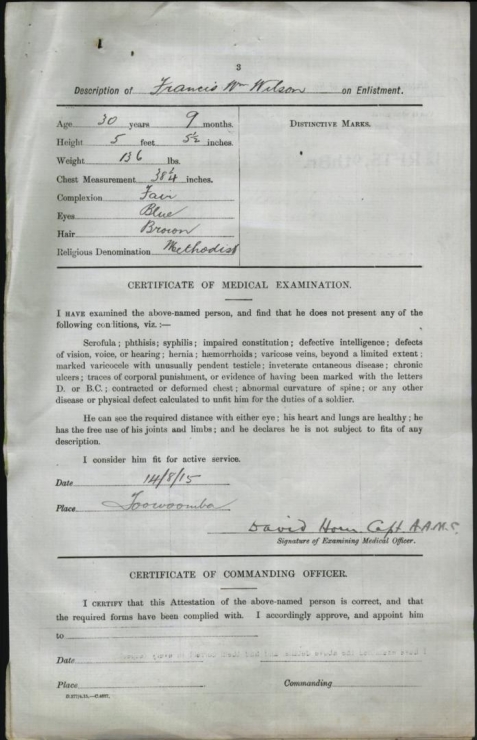 3
Description of Francis Wm Wilson on Enlistment.
Age 30 years 9 months.
Height 5 feet 5½ inches.
Weight 136 lbs.
Chest Measurement 38¼ inches.
Complexion Fair
Eyes Blue
Hair Brown
Religious Denomination Methodist
DISTINCTIVE MARKS.
CERTIFICATE OF MEDICAL EXAMINATION.
I HAVE examined the above-named person, and find that he does not present any of the
following conditions, viz. :—
Scrofula; phthisis; syphilis; impaired constitution; defective intelligence; defects
of vision, voice, or hearing; hernia; hæmorrhoids; varicose veins, beyond a limited extent;
marked varicocele with unusually pendent testicle; inveterate cutaneous disease; chronic
ulcers; traces of corporal punishment, or evidence of having been marked with the letters
D. or B.C.; contracted or deformed chest; abnormal curvature of spine; or any other
disease or physical defect calculated to unfit him for the duties of a soldier.
He can see the required distance with either eye; his heart and lungs are healthy; he
has the free use of his joints and limbs; and he declares he is not subject to fits of any
description.
I consider him fit for active service.
Date 14/8/15
Place Toowoomba
David Horn Capt. A.A.M.C.
Signature of Examining Medical Officer.
CERTIFICATE OF COMMANDING OFFICER.
I CERTIFY that this Attestation of the above-named person is correct, and that
the required forms have been complied with. I accordingly approve, and appoint him
to
Date
Place Commanding